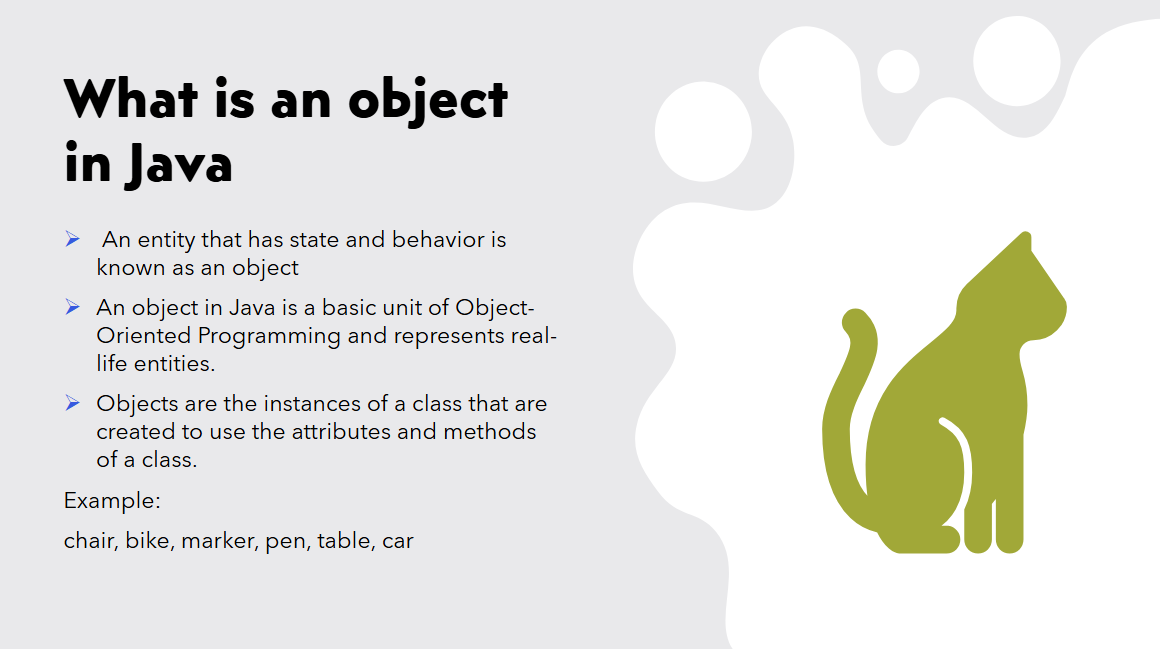 What is an object
in Java
An entity that has state and behavior is
known as an object
An object in Java is a basic unit of Object-
Oriented Programming and represents real-
life entities.
Objects are the instances of a class that are
created to use the attributes and methods
of a class.
Example:
chair, bike, marker, pen, table, car